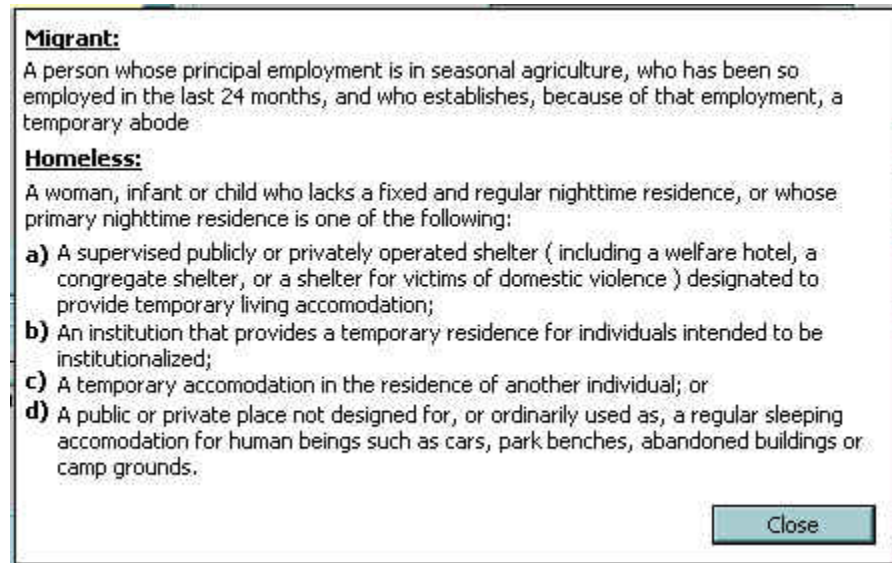 Migrant:
A person whose principal employment is in seasonal agriculture, who has been so
employed in the last 24 months, and who establishes, because of that employment, a
temporary abode
Homeless:
A woman, infant or child who lacks a fixed and regular nighttime residence, or whose
primary nighttime residence is one of the following:
a) A supervised publicly or privately operated shelter ( including a welfare hotel, a
congregate shelter, or a shelter for victims of domestic violence ) designated to
provide temporary living accomodation;
b) An institution that provides a temporary residence for individuals intended to be
institutionalized;
c) A temporary accomodation in the residence of another individual; or
d) A public or private place not designed for, or ordinarily used as, a regular sleeping
accomodation for human beings such as cars, park benches, abandoned buildings or
camp grounds.
Close